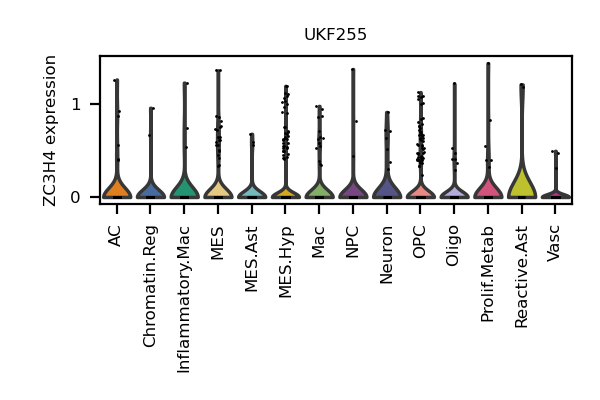 UKF255
ZC3H4 expression
1
0
AC
Chromatin.Reg
Inflammatory.Mac
MES
MES.Ast
MES.Hyp
Mac
NPC
Neuron
OPC
Oligo
Prolif.Metab
Reactive.Ast
Vasc